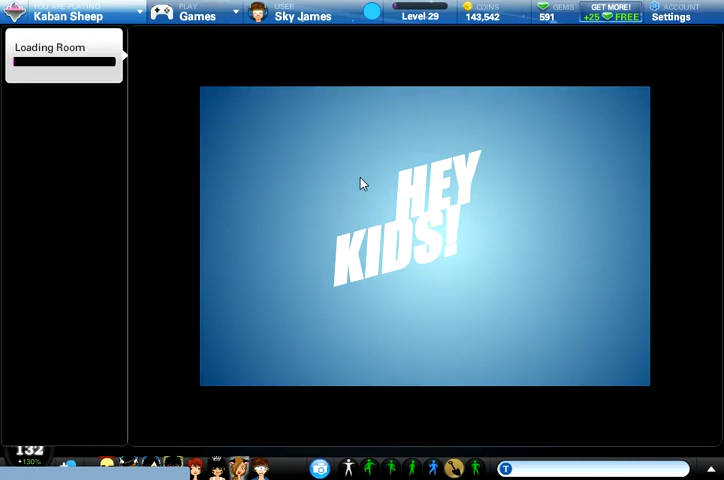 YOU ARE PLAYING
Kaban Sheep
PLAY
Games
USER
Sky James
Level 29
COINS
143,542
GEMS
591
GET MORE!
+25 FREE
ACCOUNT
Settings
Loading Room
HEY
KIDS!
132
+130%
T